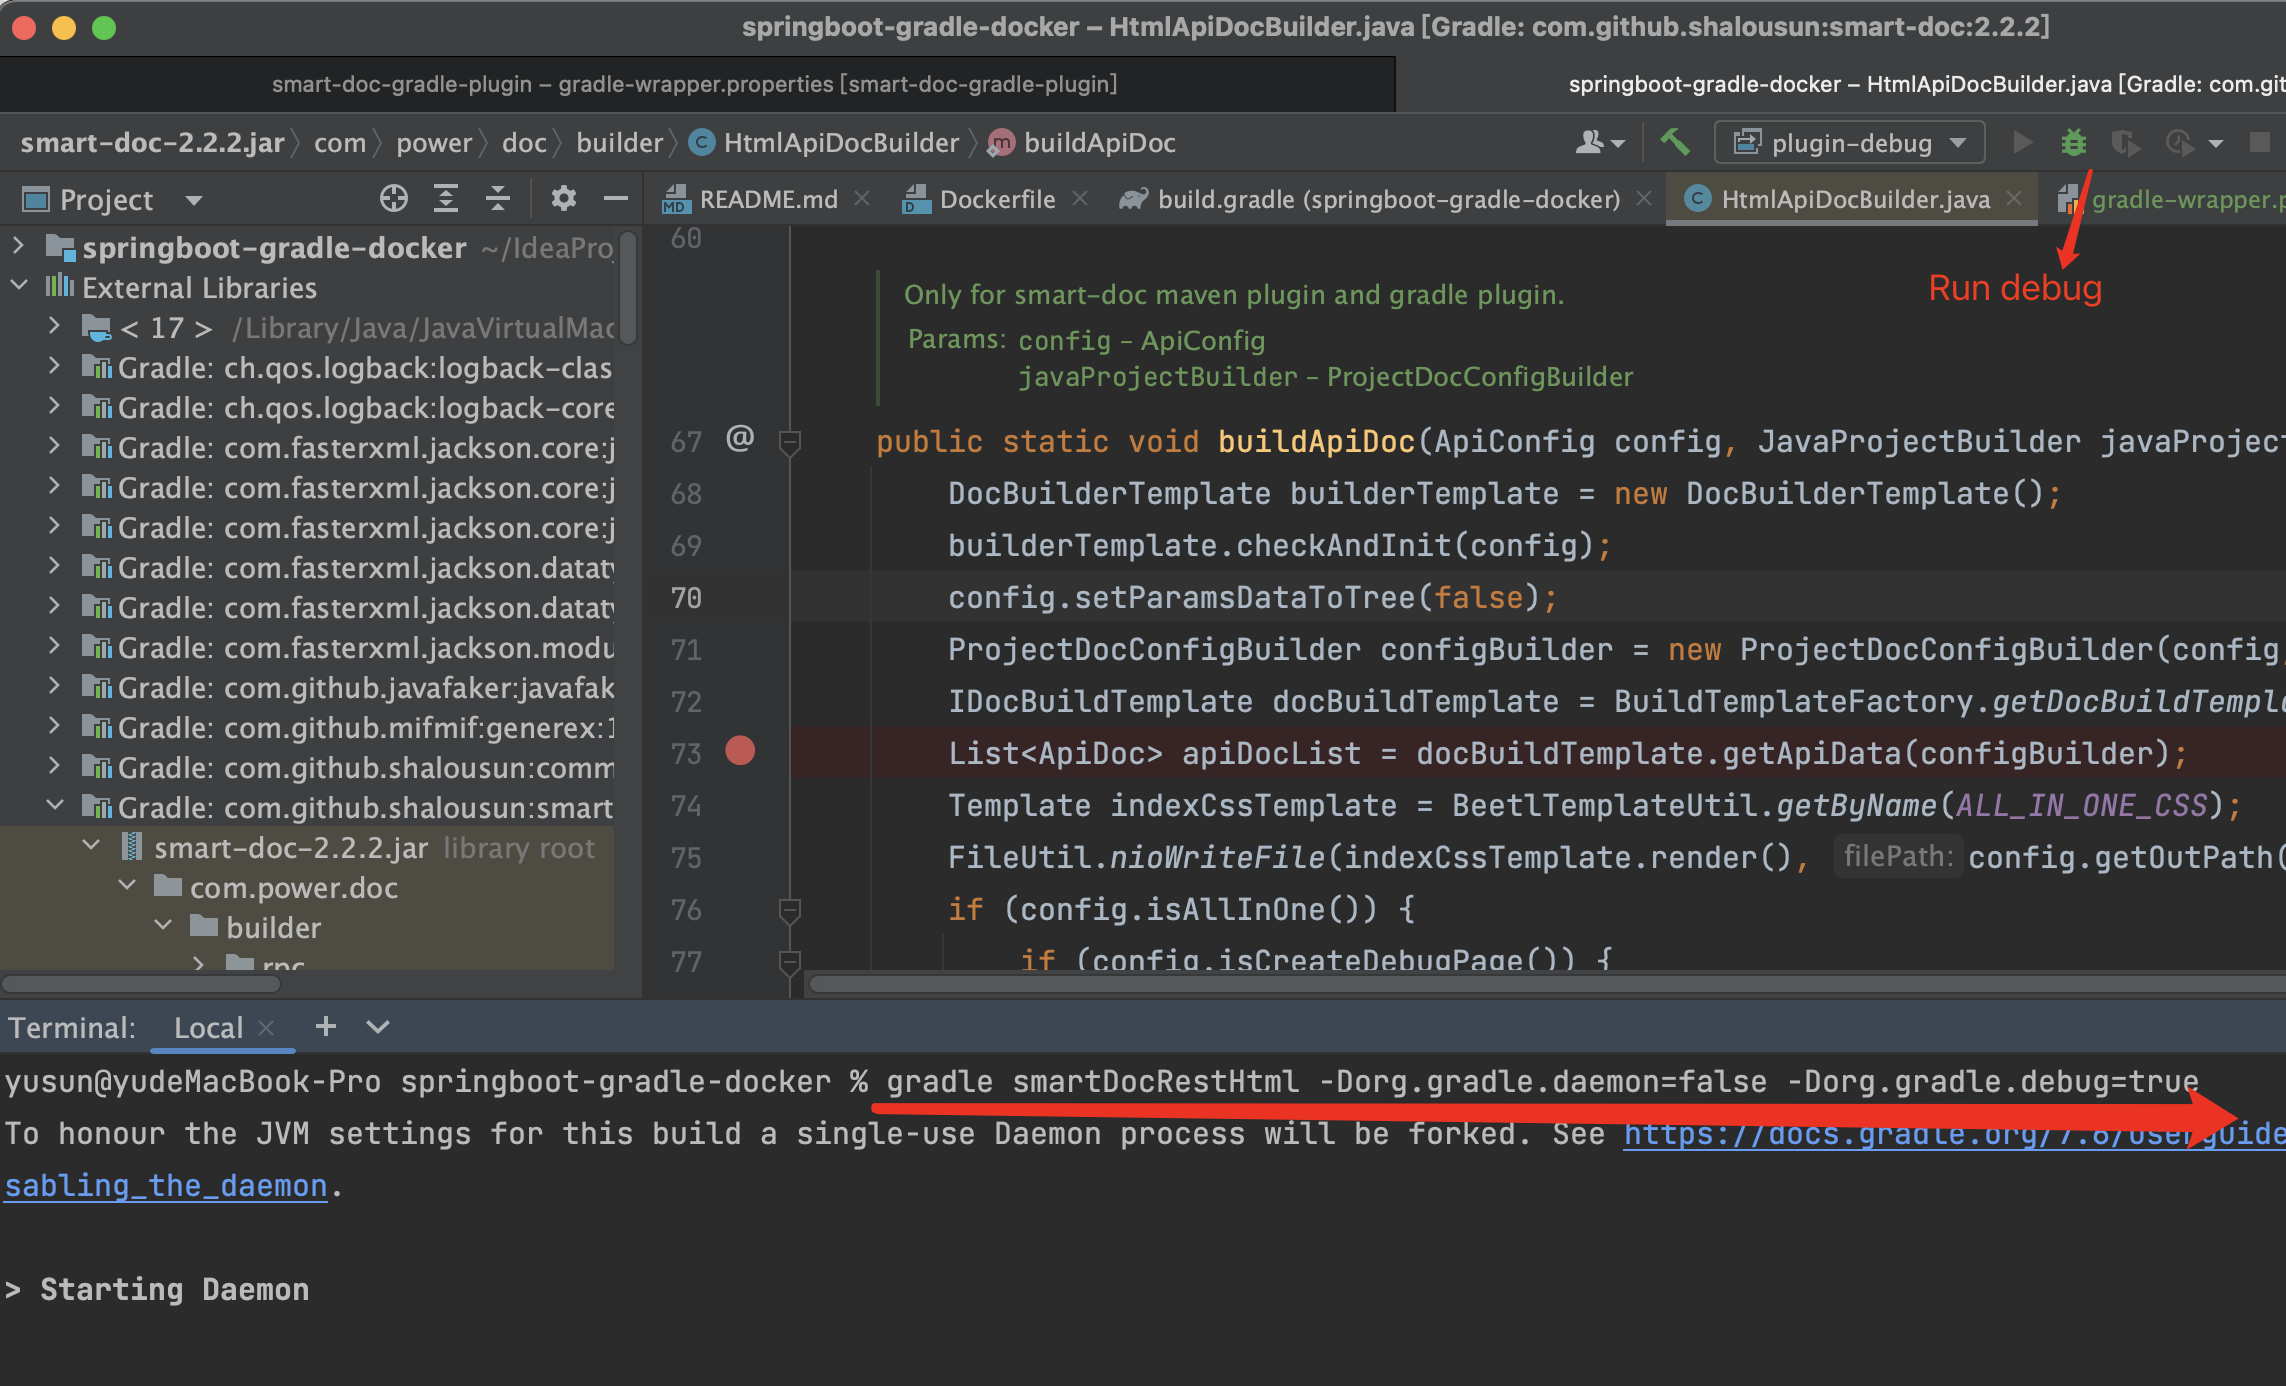 springboot-gradle-docker – HtmlApiDocBuilder.java [Gradle: com.github.shalousun:smart-doc:2.2.2]
smart-doc-gradle-plugin – gradle-wrapper.properties [smart-doc-gradle-plugin]
springboot-gradle-docker – HtmlApiDocBuilder.java [Gradle: com.git
smart-doc-2.2.2.jar com power doc builder C HtmlApiDocBuilder m buildApiDoc
plugin-debug
Project
MD README.md
D Dockerfile
build.gradle (springboot-gradle-docker)
C HtmlApiDocBuilder.java
gradle-wrapper.p
Run debug
springboot-gradle-docker ~/IdeaPro
External Libraries
< 17 > /Library/Java/JavaVirtualMac
Gradle: ch.qos.logback:logback-clas
Gradle: ch.qos.logback:logback-core
Gradle: com.fasterxml.jackson.core:j
Gradle: com.fasterxml.jackson.core:j
Gradle: com.fasterxml.jackson.core:j
Gradle: com.fasterxml.jackson.dataty
Gradle: com.fasterxml.jackson.dataty
Gradle: com.fasterxml.jackson.modu
Gradle: com.github.javafaker:javafak
Gradle: com.github.mifmif:generex:1
Gradle: com.github.shalousun:comm
Gradle: com.github.shalousun:smart
smart-doc-2.2.2.jar library root
com.power.doc
builder
rpc
60
Only for smart-doc maven plugin and gradle plugin.
Params: config – ApiConfig
javaProjectBuilder – ProjectDocConfigBuilder
67 @ public static void buildApiDoc(ApiConfig config, JavaProjectBuilder javaProject
68 DocBuilderTemplate builderTemplate = new DocBuilderTemplate();
69 builderTemplate.checkAndInit(config);
70 config.setParamsDataToTree(false);
71 ProjectDocConfigBuilder configBuilder = new ProjectDocConfigBuilder(config,
72 IDocBuildTemplate docBuildTemplate = BuildTemplateFactory.getDocBuildTempla
73 List<ApiDoc> apiDocList = docBuildTemplate.getApiData(configBuilder);
74 Template indexCssTemplate = BeetlTemplateUtil.getByName(ALL_IN_ONE_CSS);
75 FileUtil.nioWriteFile(indexCssTemplate.render(), filePath: config.getOutPath(
76 if (config.isAllInOne()) {
77 if (config.isCreateDebugPage()) {
Terminal: Local
yusun@yudeMacBook-Pro springboot-gradle-docker % gradle smartDocRestHtml -Dorg.gradle.daemon=false -Dorg.gradle.debug=true
To honour the JVM settings for this build a single-use Daemon process will be forked. See https://docs.gradle.org/7.6/userguide
sabling_the_daemon.
> Starting Daemon